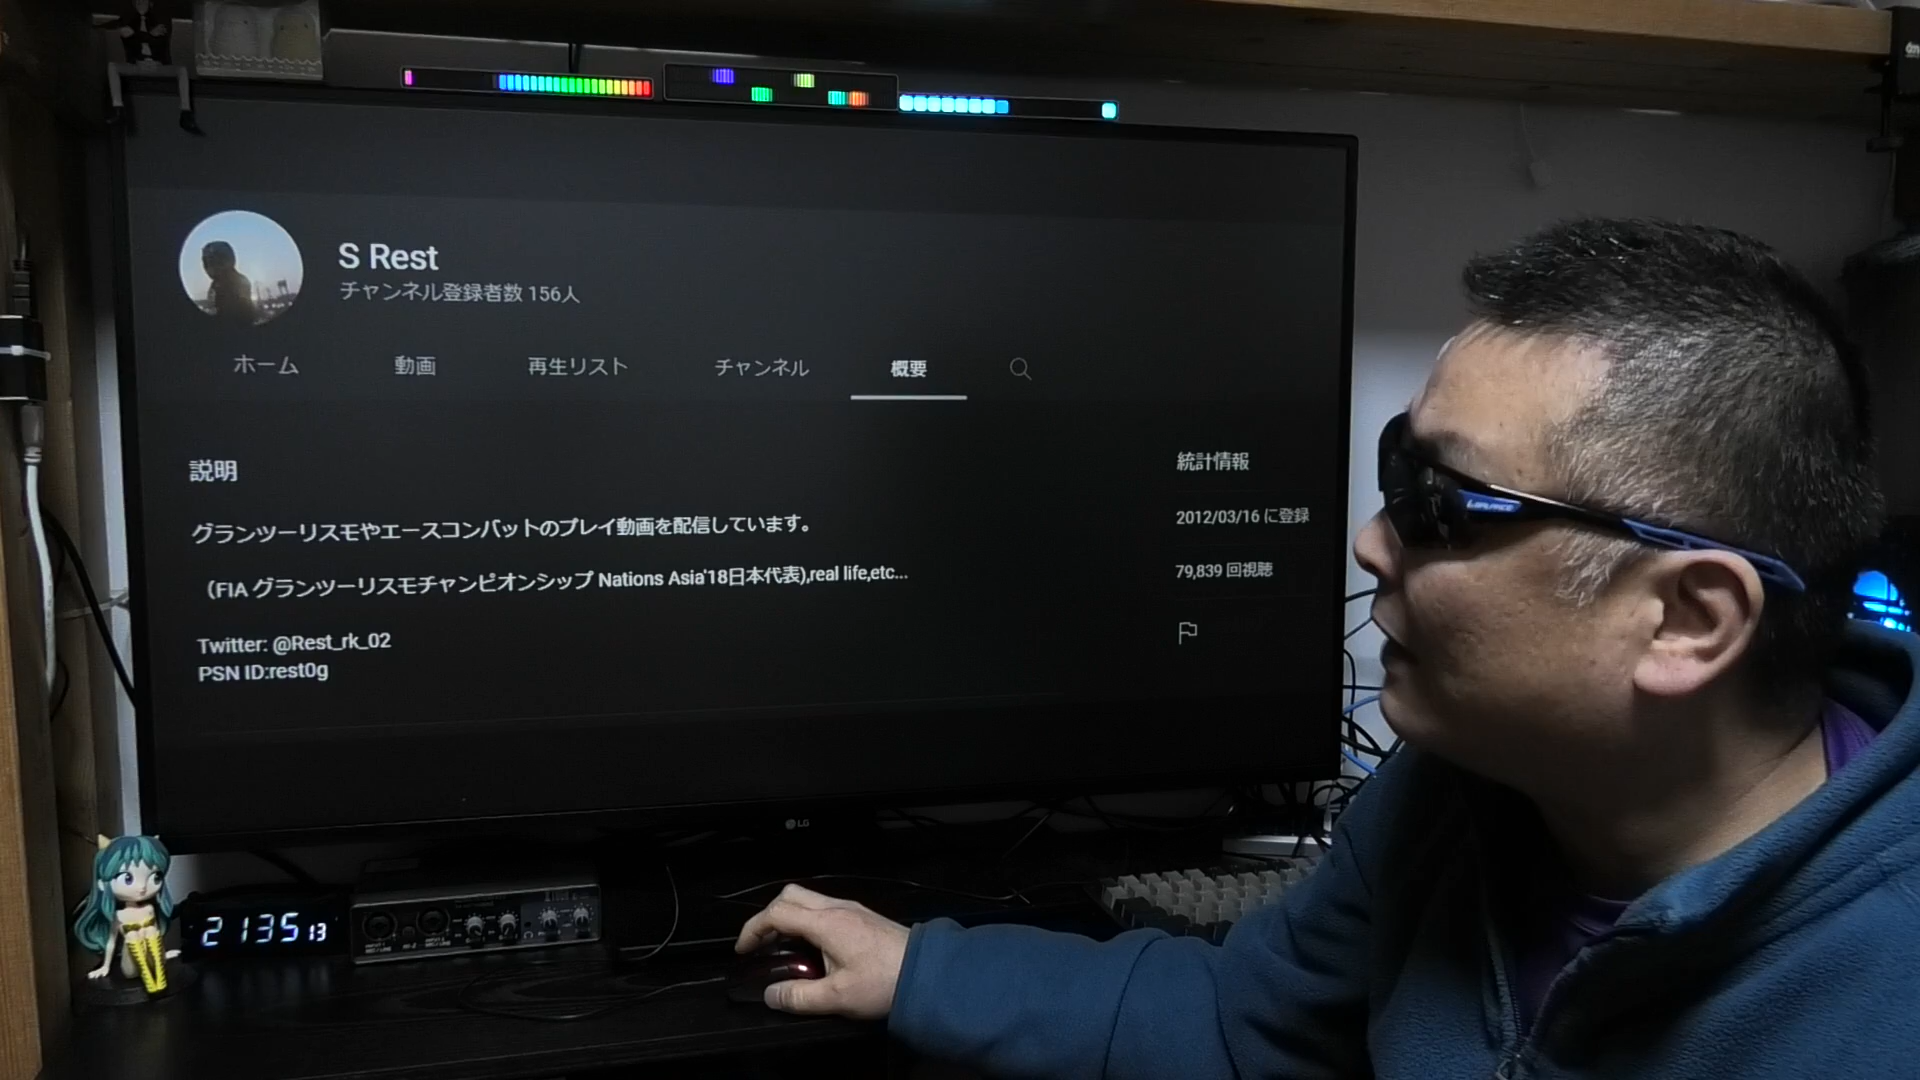 S Rest
チャンネル登録者数 156人
ホーム 動画 再生リスト チャンネル 概要
説明
グランツーリスモやエースコンバットのプレイ動画を配信しています。
（FIA グランツーリスモチャンピオンシップ Nations Asia'18日本代表),real life,etc...
Twitter: @Rest_rk_02
PSN ID:rest0g
統計情報
2012/03/16 に登録
79,839 回視聴
LG
2135 13